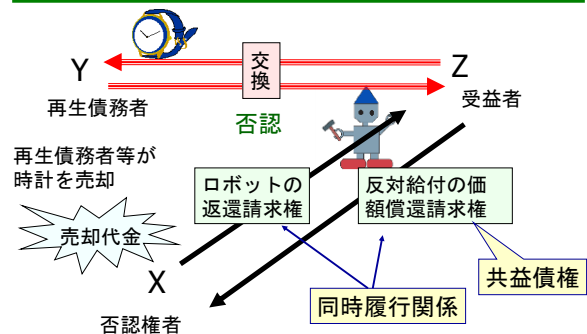 Y
交
換
Z
再生債務者
受益者
否認
再生債務者等が
時計を売却
ロボットの
返還請求権
反対給付の価
額償還請求権
売却代金
X
共益債権
同時履行関係
否認権者